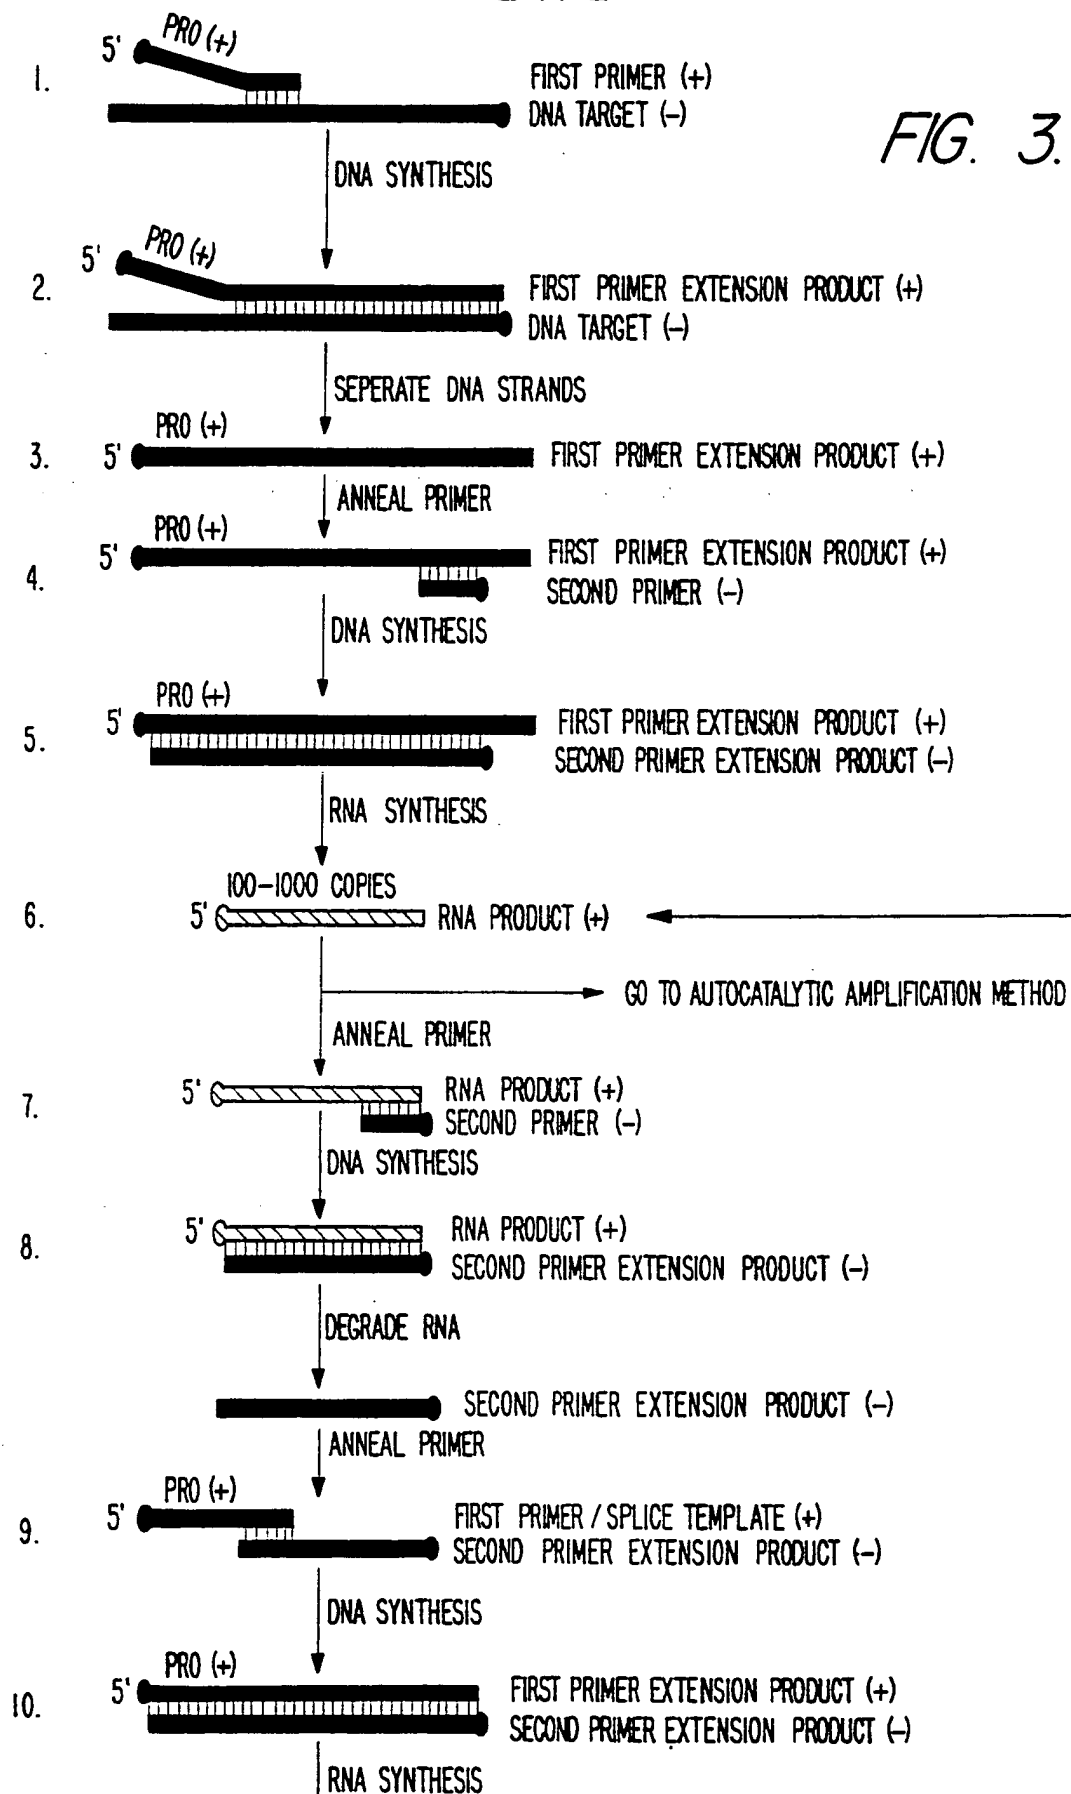 PRO (+)
5'
1.
FIRST PRIMER (+)
DNA TARGET (-)
FIG. 3.
DNA SYNTHESIS
PRO (+)
5'
2.
FIRST PRIMER EXTENSION PRODUCT (+)
DNA TARGET (-)
SEPERATE DNA STRANDS
PRO (+)
3.
5'
FIRST PRIMER EXTENSION PRODUCT (+)
ANNEAL PRIMER
PRO (+)
5'
FIRST PRIMER EXTENSION PRODUCT (+)
4.
SECOND PRIMER (-)
DNA SYNTHESIS
PRO (+)
5'
FIRST PRIMER EXTENSION PRODUCT (+)
5.
SECOND PRIMER EXTENSION PRODUCT (-)
RNA SYNTHESIS
100-1000 COPIES
6.
5'
RNA PRODUCT (+)
GO TO AUTOCATALYTIC AMPLIFICATION METHOD
ANNEAL PRIMER
5'
RNA PRODUCT (+)
7.
SECOND PRIMER (-)
DNA SYNTHESIS
5'
RNA PRODUCT (+)
8.
SECOND PRIMER EXTENSION PRODUCT (-)
DEGRADE RNA
SECOND PRIMER EXTENSION PRODUCT (-)
ANNEAL PRIMER
PRO (+)
5'
FIRST PRIMER / SPLICE TEMPLATE (+)
9.
SECOND PRIMER EXTENSION PRODUCT (-)
DNA SYNTHESIS
PRO (+)
5'
FIRST PRIMER EXTENSION PRODUCT (+)
10.
SECOND PRIMER EXTENSION PRODUCT (-)
RNA SYNTHESIS